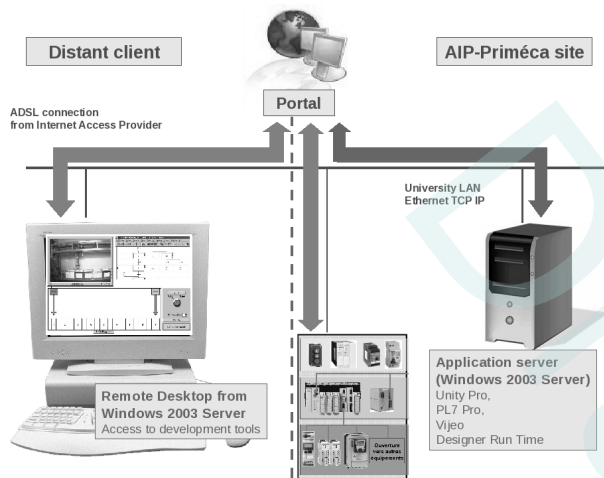 Distant client
AIP-Priméca site
Portal
ADSL connection
from Internet Access Provider
University LAN
Ethernet TCP IP
Remote Desktop from
Windows 2003 Server
Access to development tools
Application server
(Windows 2003 Server)
Unity Pro,
PL7 Pro,
Vijeo
Designer Run Time
Ouverture
vers autres
équipements